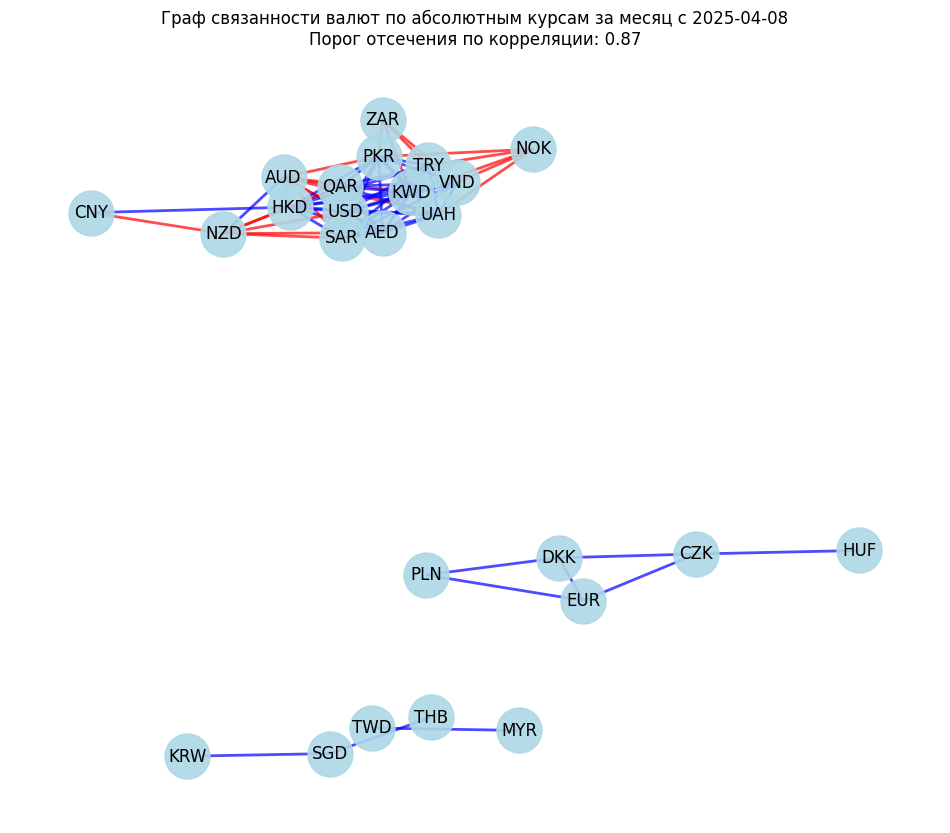 Граф связанности валют по абсолютным курсам за месяц с 2025-04-08
Порог отсечения по корреляции: 0.87
ZAR
NOK
PKR
TRY
AUD
VND
QAR
KWD
HKD
USD
CNY
UAH
NZD
AED
SAR
HUF
CZK
DKK
PLN
EUR
THB
TWD
MYR
SGD
KRW